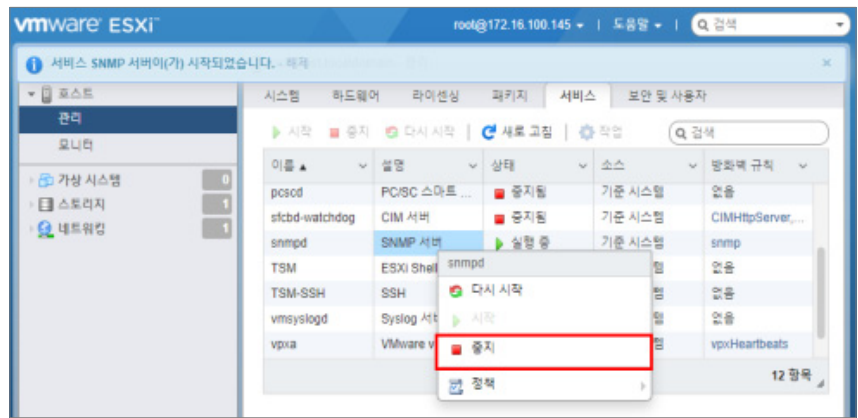 vmware ESXi
root@172.16.100.145 | 도움말 | 검색
서비스 SNMP 서버이(가) 시작되었습니다. - 해제
호스트
관리
모니터
가상 시스템 0
스토리지 1
네트워킹 1
시스템 하드웨어 라이센싱 패키지 서비스 보안 및 사용자
시작 중지 다시 시작 | 새로 고침 | 작업 검색
이름 설명 상태 소스 방화벽 규칙
pcscd PC/SC 스마트 ... 중지됨 기준 시스템 없음
sfcbd-watchdog CIM 서버 중지됨 기준 시스템 CIMHttpServer,...
snmpd SNMP 서버 실행 중 기준 시스템 snmp
TSM ESXi Shell 없음
TSM-SSH SSH 없음
vmsyslogd Syslog 없음
vpxa VMware vpxHeartbeats
snmpd
다시 시작
시작
중지
정책
12 항목